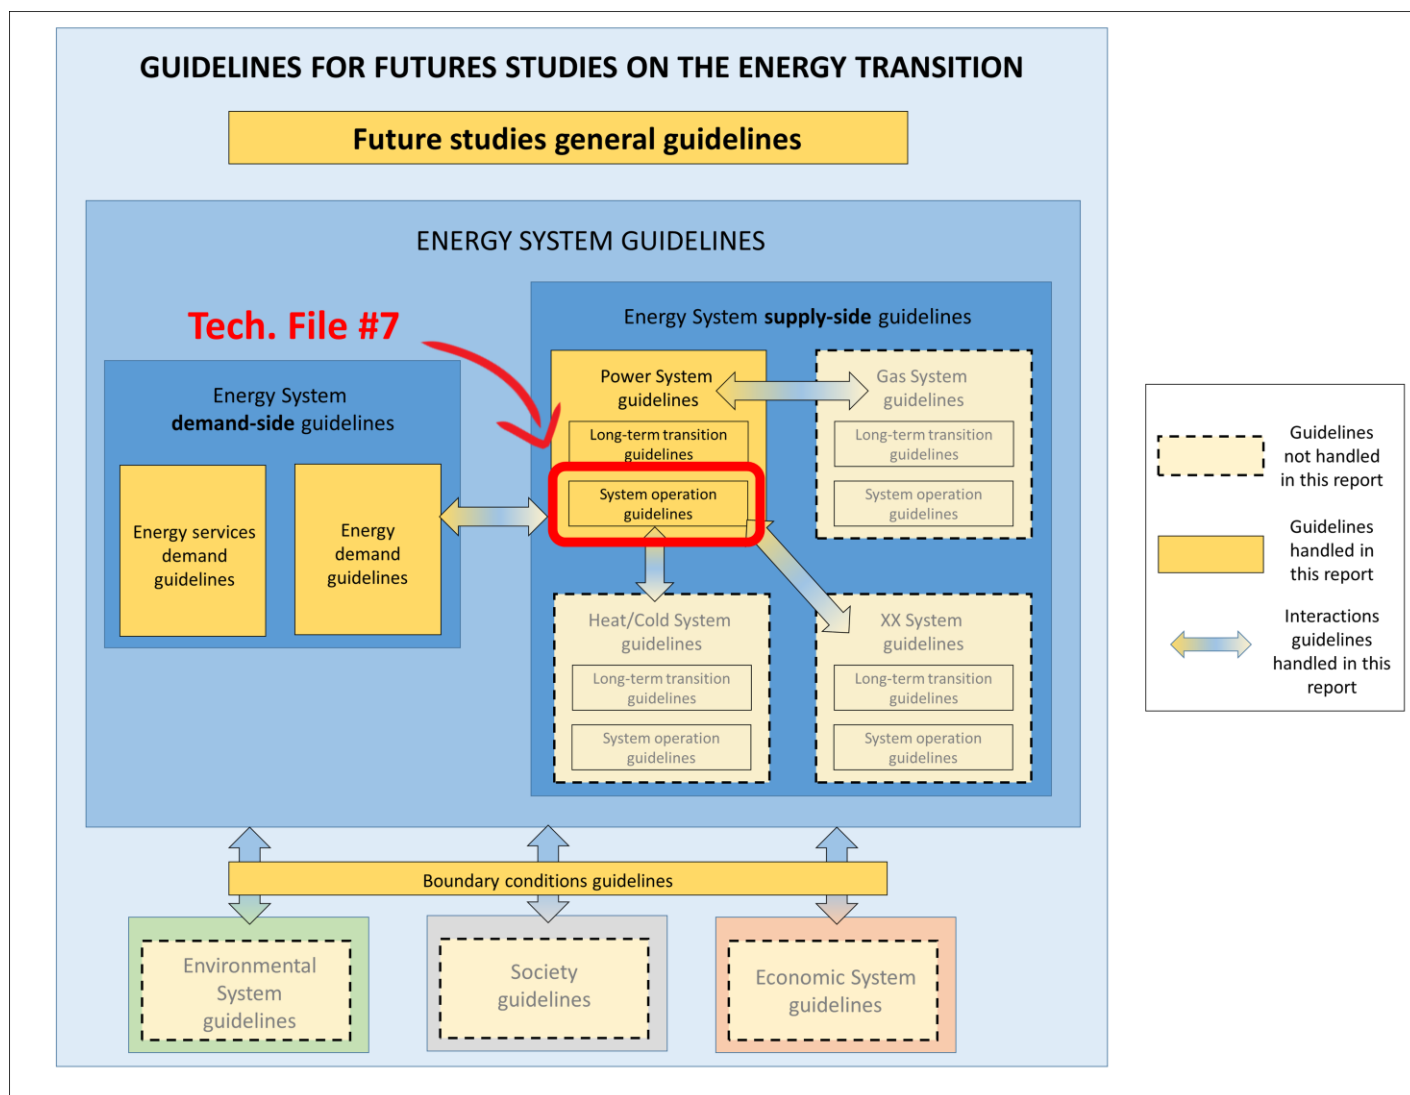 GUIDELINES FOR FUTURES STUDIES ON THE ENERGY TRANSITION
Future studies general guidelines
ENERGY SYSTEM GUIDELINES
Tech. File #7
Energy System
demand-side guidelines
Energy services
demand
guidelines
Energy
demand
guidelines
Energy System supply-side guidelines
Power System
guidelines
Long-term transition
guidelines
System operation
guidelines
Gas System
guidelines
Long-term transition
guidelines
System operation
guidelines
Heat/Cold System
guidelines
Long-term transition
guidelines
System operation
guidelines
XX System
guidelines
Long-term transition
guidelines
System operation
guidelines
Boundary conditions guidelines
Environmental
System
guidelines
Society
guidelines
Economic System
guidelines
Guidelines
not handled
in this report
Guidelines
handled in
this report
Interactions
guidelines
handled in this
report